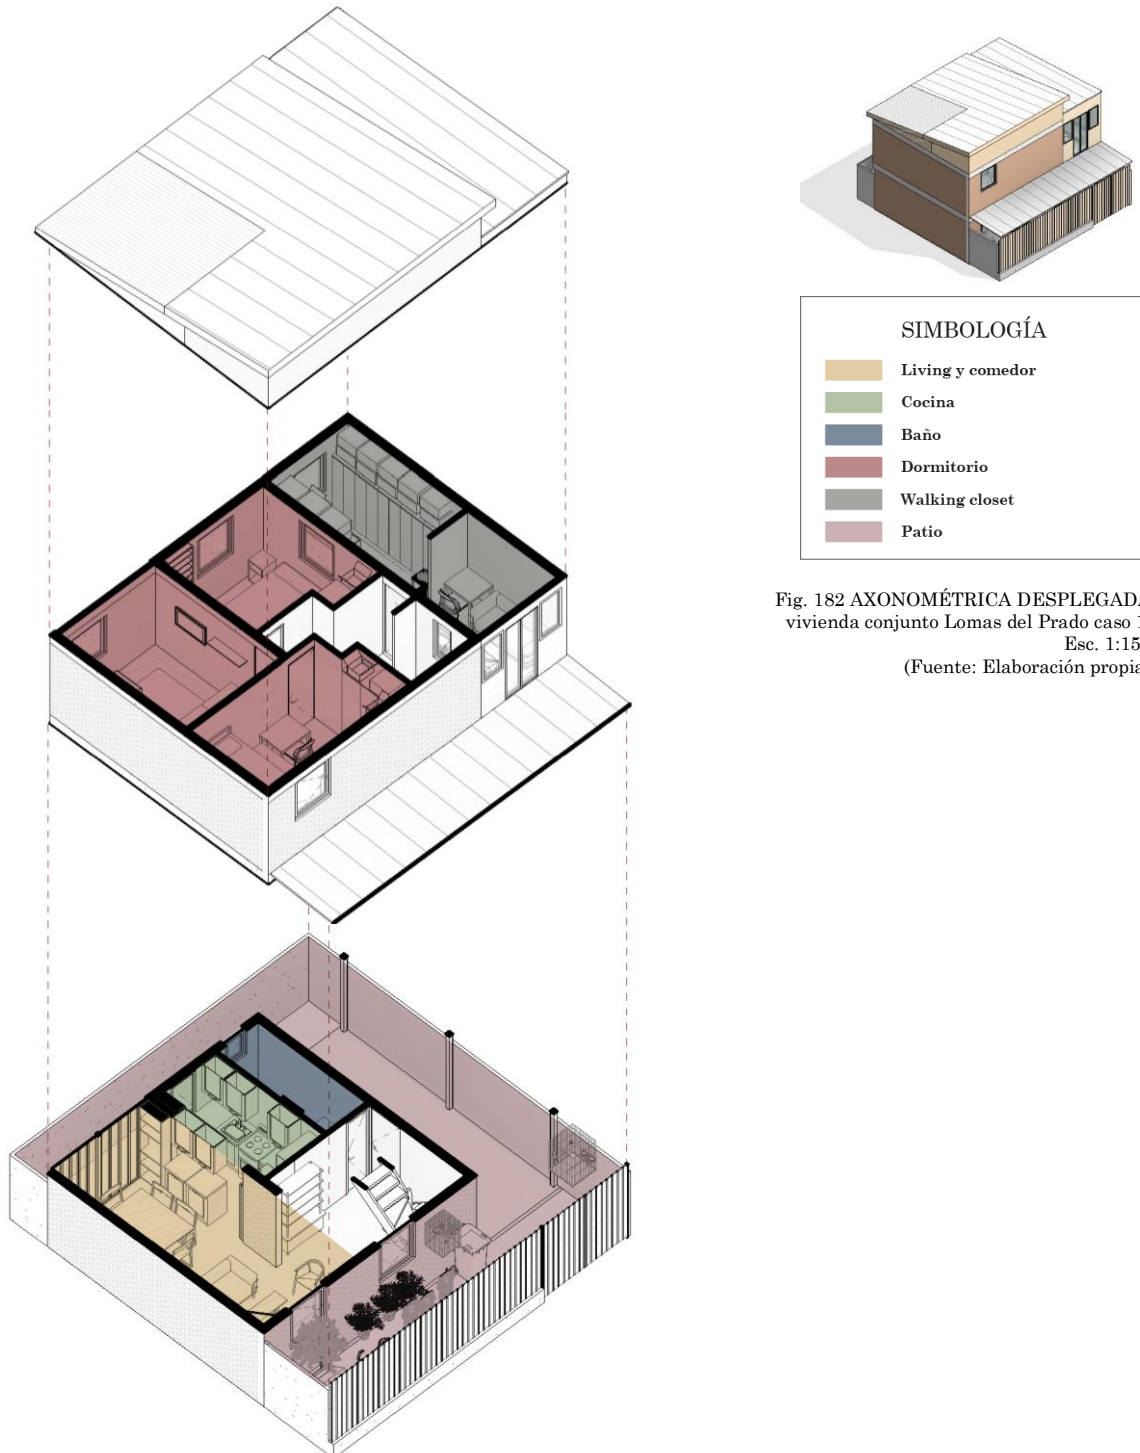 SIMBOLOGÍA
Living y comedor
Cocina
Baño
Dormitorio
Walking closet
Patio
Fig. 182 AXONOMÉTRICA DESPLEGADA
vivienda conjunto Lomas del Prado caso 1
Esc. 1:15
(Fuente: Elaboración propia